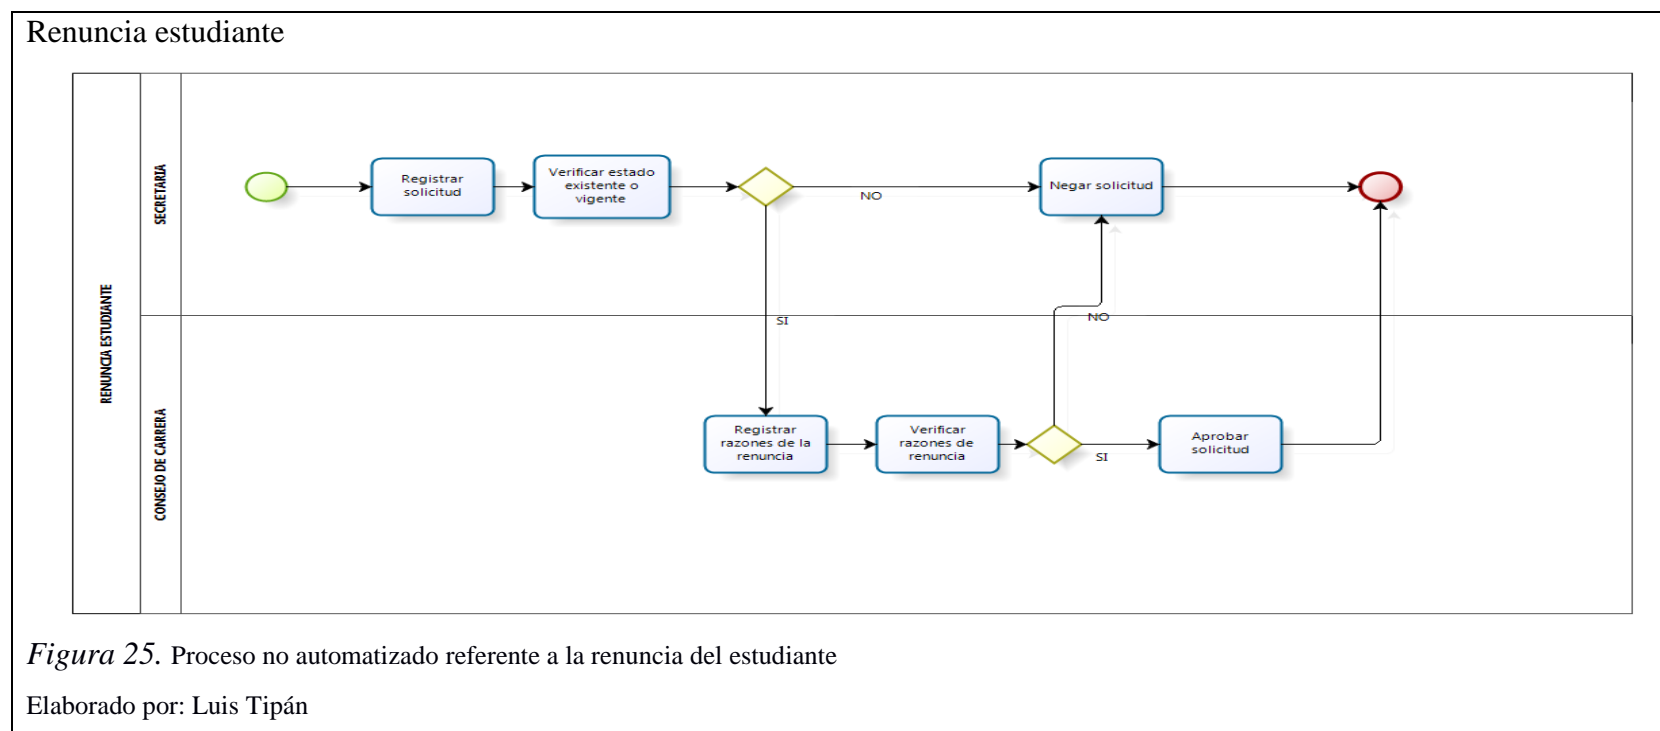 Renuncia estudiante
RENUNCIA ESTUDIANTE
SECRETARIA
Registrar
solicitud
Verificar estado
existente o
vigente
NO
Negar solicitud
SI
NO
CONSEJO DE CARRERA
Registrar
razones de la
renuncia
Verificar
razones de
renuncia
SI
Aprobar
solicitud
Figura 25. Proceso no automatizado referente a la renuncia del estudiante
Elaborado por: Luis Tipán